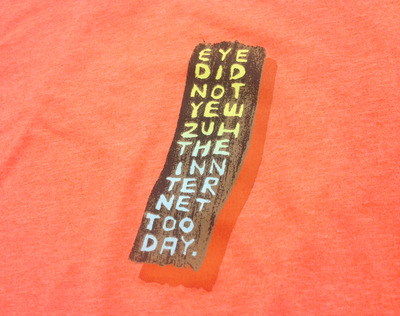 EYE
DID
NOT
YEW
ZUH
THE
INN
TER
NET
TOO
DAY.